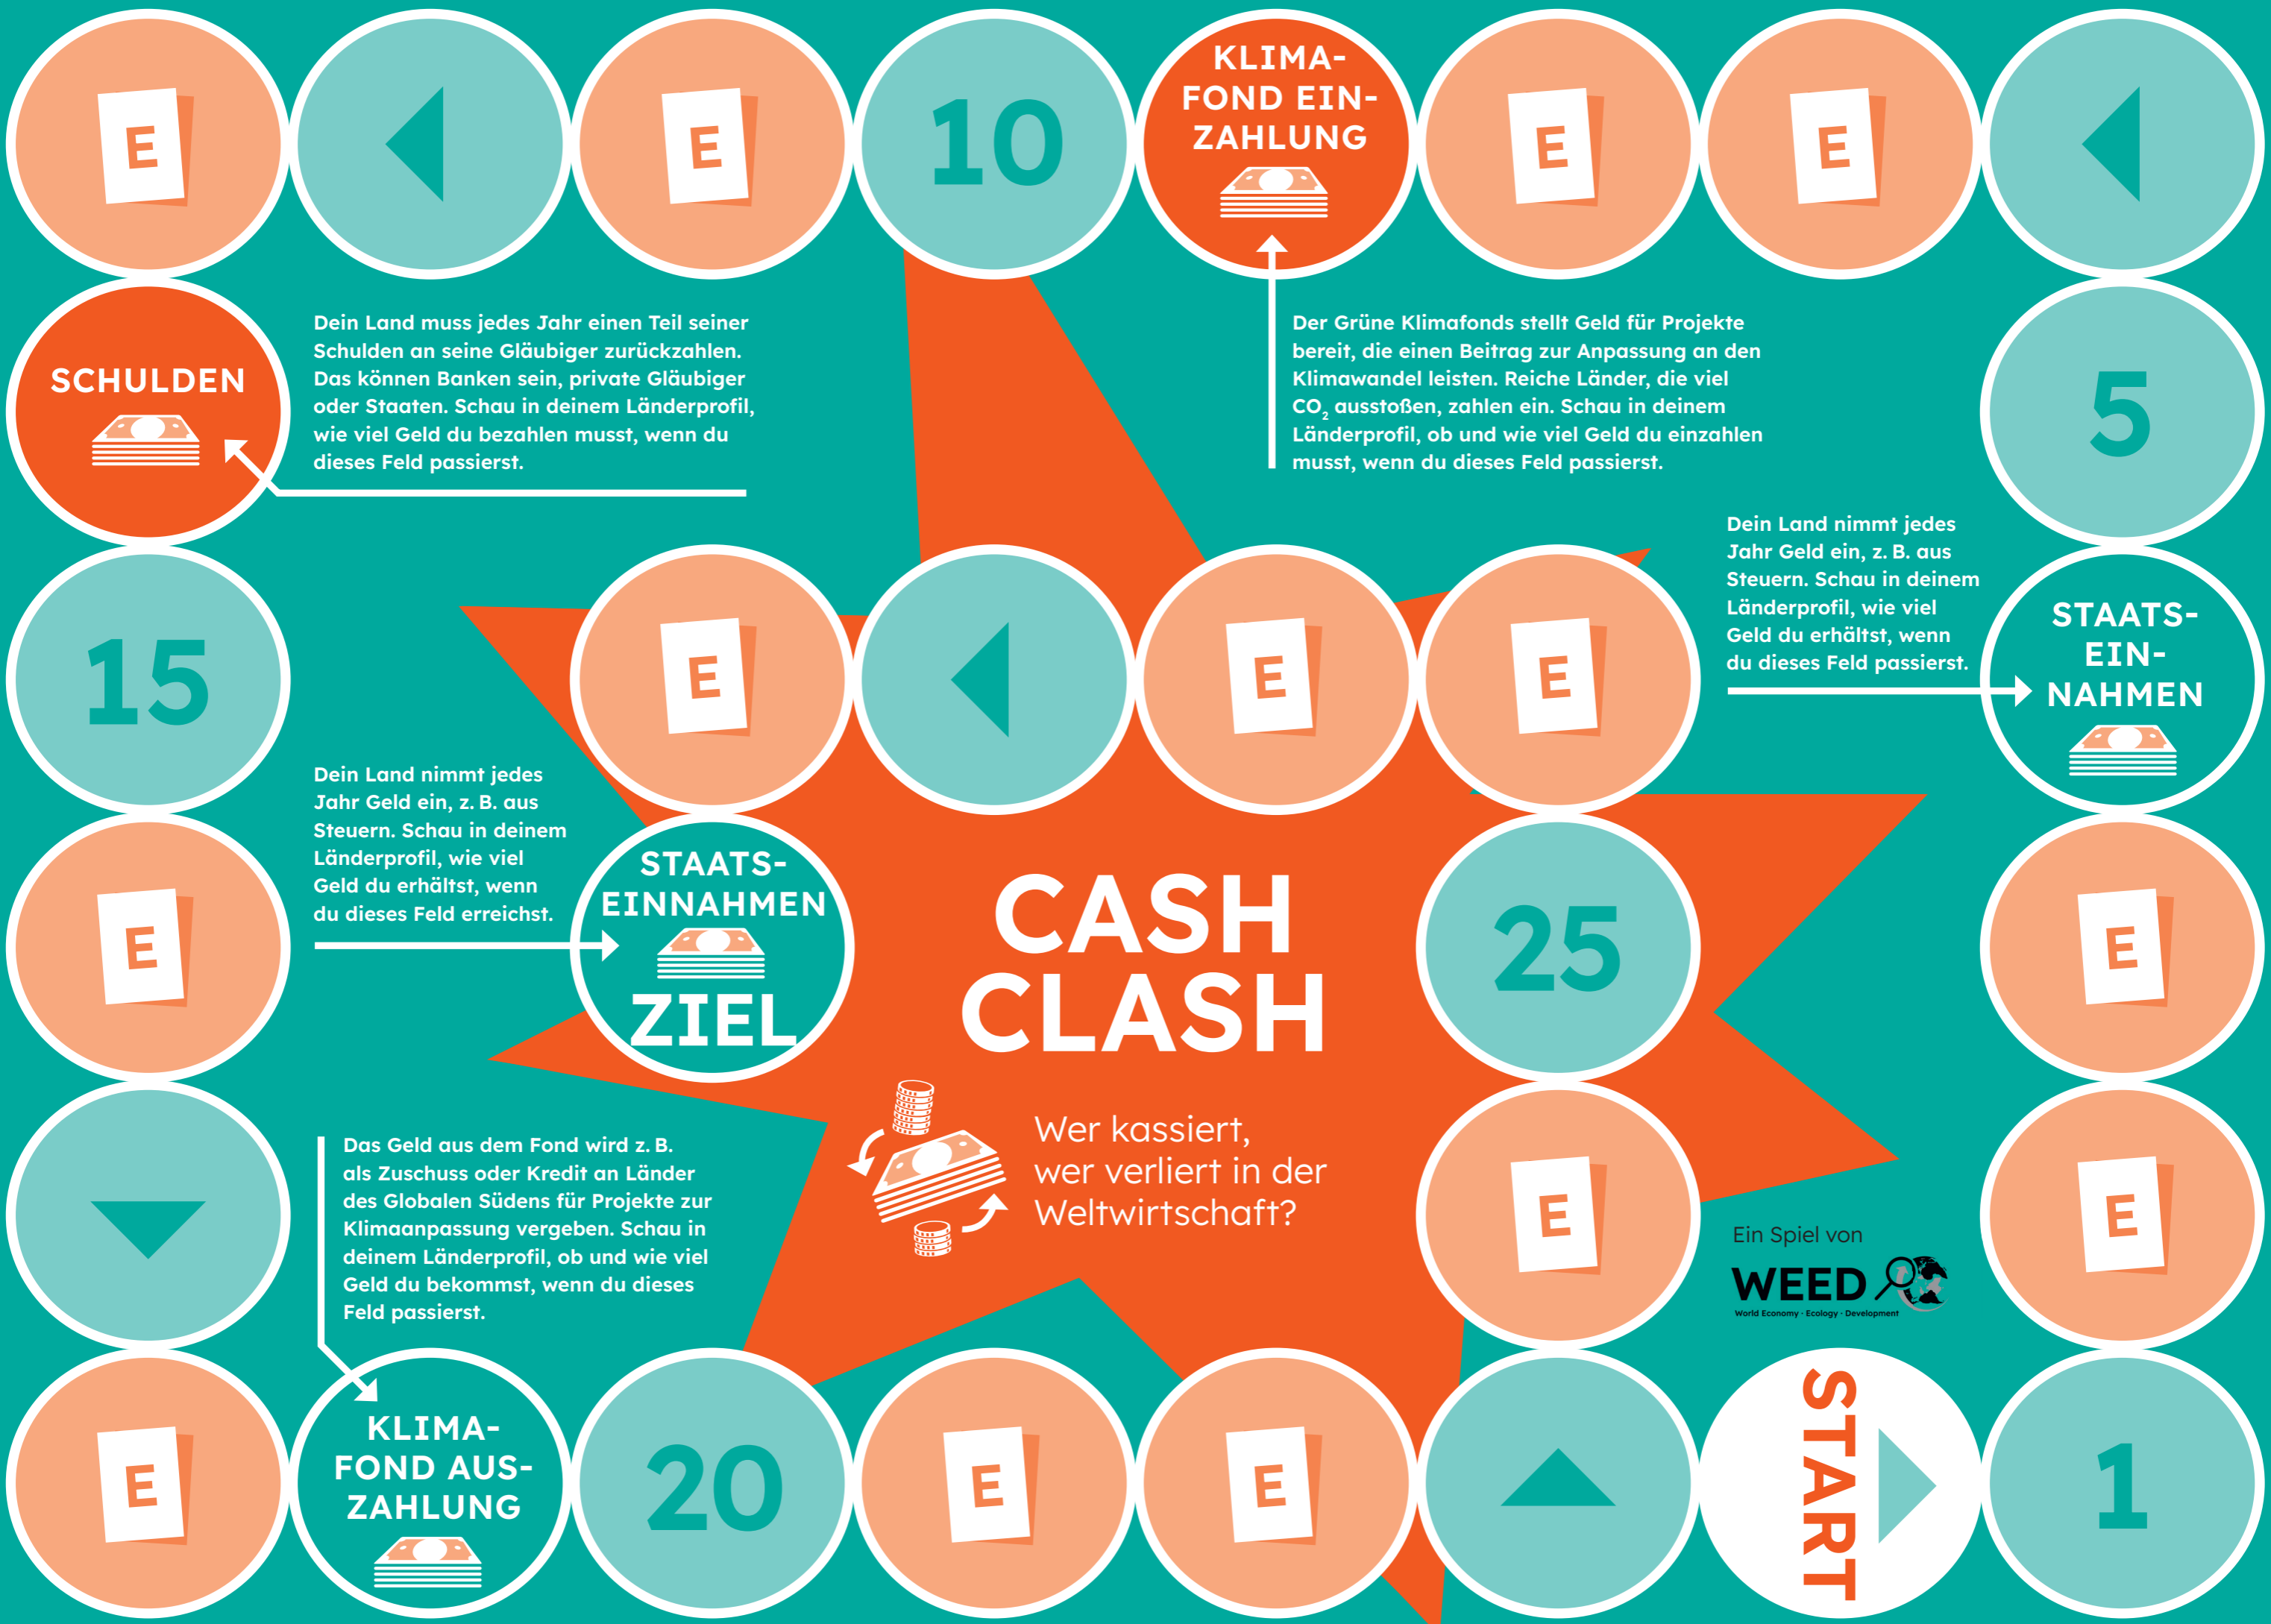 E
E
10
KLIMA-
FOND EIN-
ZAHLUNG
E
E
SCHULDEN
Dein Land muss jedes Jahr einen Teil seiner
Schulden an seine Gläubiger zurückzahlen.
Das können Banken sein, private Gläubiger
oder Staaten. Schau in deinem Länderprofil,
wie viel Geld du bezahlen musst, wenn du
dieses Feld passierst.
Der Grüne Klimafonds stellt Geld für Projekte
bereit, die einen Beitrag zur Anpassung an den
Klimawandel leisten. Reiche Länder, die viel
CO₂ ausstoßen, zahlen ein. Schau in deinem
Länderprofil, ob und wie viel Geld du einzahlen
musst, wenn du dieses Feld passierst.
5
15
E
E
E
Dein Land nimmt jedes
Jahr Geld ein, z. B. aus
Steuern. Schau in deinem
Länderprofil, wie viel
Geld du erhältst, wenn
du dieses Feld passierst.
STAATS-
EIN-
NAHMEN
E
Dein Land nimmt jedes
Jahr Geld ein, z. B. aus
Steuern. Schau in deinem
Länderprofil, wie viel
Geld du erhältst, wenn
du dieses Feld erreichst.
STAATS-
EINNAHMEN
ZIEL
CASH
CLASH
25
E
Das Geld aus dem Fond wird z. B.
als Zuschuss oder Kredit an Länder
des Globalen Südens für Projekte zur
Klimaanpassung vergeben. Schau in
deinem Länderprofil, ob und wie viel
Geld du bekommst, wenn du dieses
Feld passierst.
Wer kassiert,
wer verliert in der
Weltwirtschaft?
E
Ein Spiel von
WEED
World Economy · Ecology · Development
E
E
KLIMA-
FOND AUS-
ZAHLUNG
20
E
E
START
1